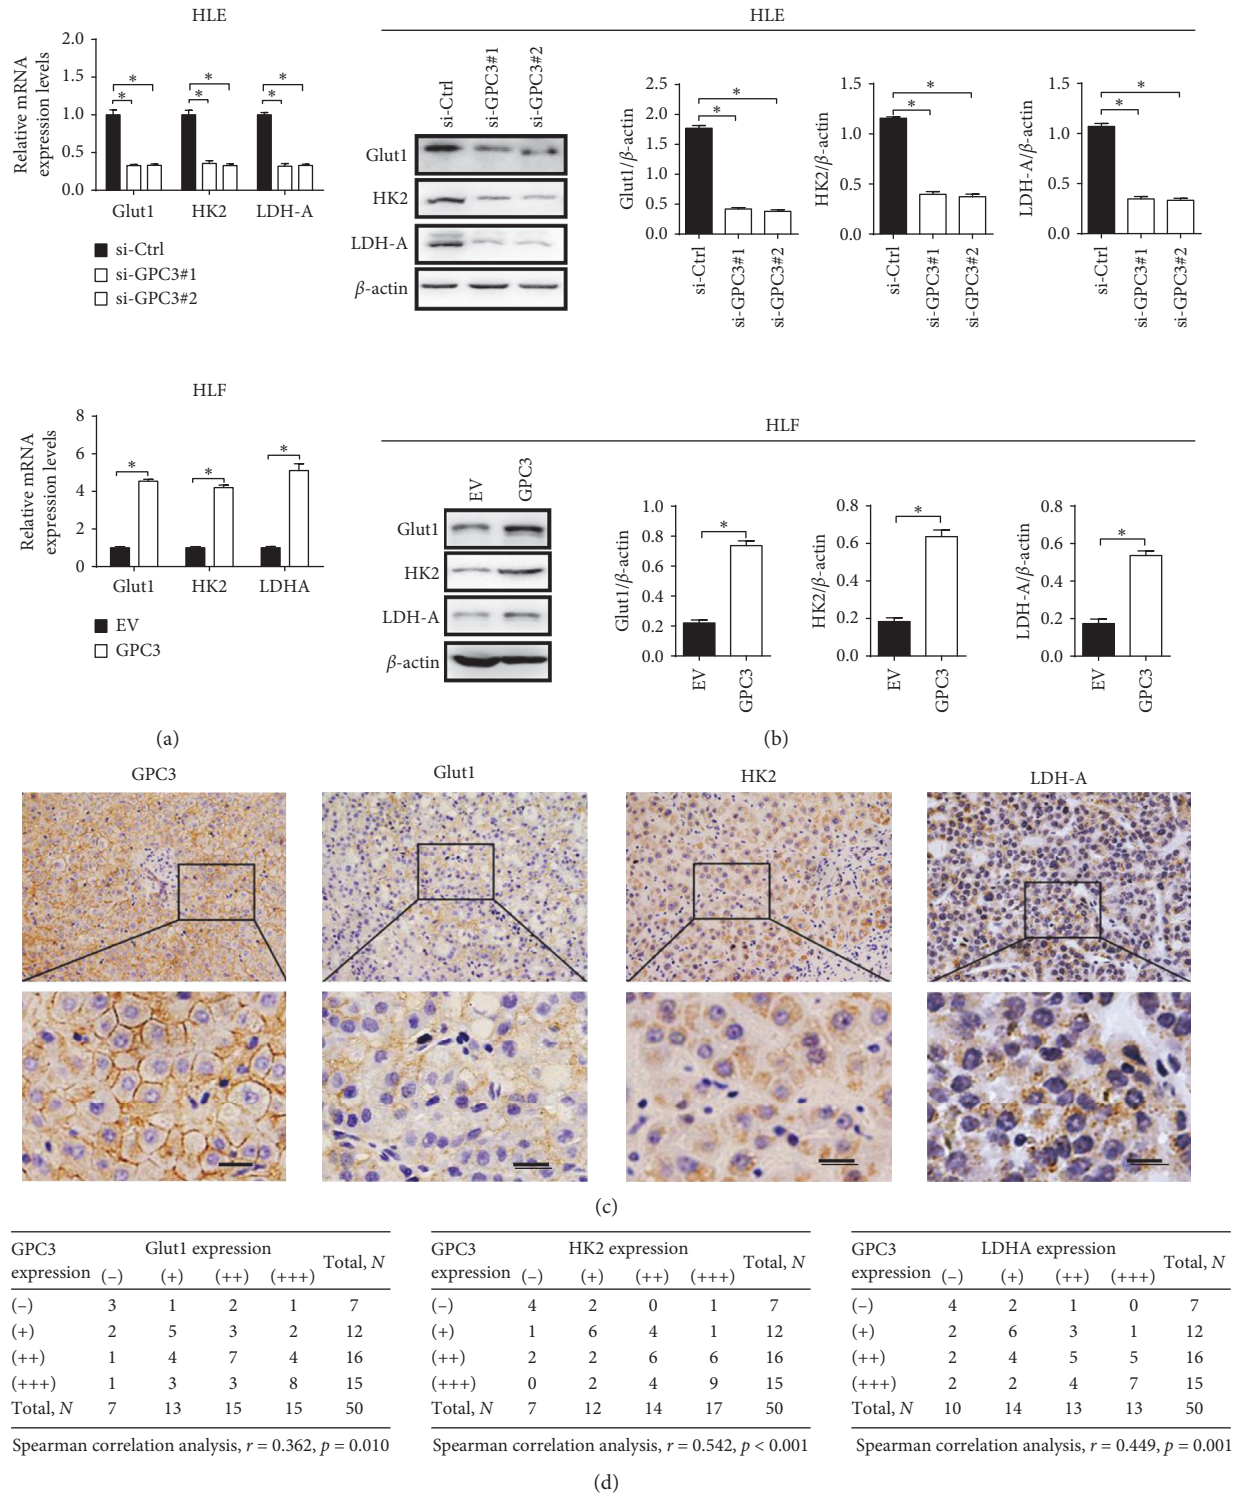 HLE
2.0
1.5
1.0
0.5
0.0
Relative mRNA
expression levels
*
*
*
*
*
*
Glut1 HK2 LDH-A
si-Ctrl
si-GPC3#1
si-GPC3#2
HLE
si-Ctrl
si-GPC3#1
si-GPC3#2
Glut1
HK2
LDH-A
β-actin
Glut1/β-actin
2.5
2.0
1.5
1.0
0.5
0.0
*
*
si-Ctrl
si-GPC3#1
si-GPC3#2
HK2/β-actin
1.5
1.0
0.5
0.0
*
*
si-Ctrl
si-GPC3#1
si-GPC3#2
LDH-A/β-actin
1.5
1.0
0.5
0.0
*
*
si-Ctrl
si-GPC3#1
si-GPC3#2
HLF
8
6
4
2
0
Relative mRNA
expression levels
*
*
*
Glut1 HK2 LDHA
EV
GPC3
(a)
HLF
EV
GPC3
Glut1
HK2
LDH-A
β-actin
Glut1/β-actin
1.0
0.8
0.6
0.4
0.2
0.0
*
EV
GPC3
HK2/β-actin
0.8
0.6
0.4
0.2
0.0
*
EV
GPC3
LDH-A/β-actin
0.8
0.6
0.4
0.2
0.0
*
EV
GPC3
(b)
GPC3 Glut1 HK2 LDH-A
(c)
GPC3 Glut1 expression Total, N
expression (–) (+) (++) (+++)
(–) 3 1 2 1 7
(+) 2 5 3 2 12
(++) 1 4 7 4 16
(+++) 1 3 3 8 15
Total, N 7 13 15 15 50
Spearman correlation analysis, r = 0.362, p = 0.010
GPC3 HK2 expression Total, N
expression (–) (+) (++) (+++)
(–) 4 2 0 1 7
(+) 1 6 4 1 12
(++) 2 2 6 6 16
(+++) 0 2 4 9 15
Total, N 7 12 14 17 50
Spearman correlation analysis, r = 0.542, p < 0.001
GPC3 LDHA expression Total, N
expression (–) (+) (++) (+++)
(–) 4 2 1 0 7
(+) 2 6 3 1 12
(++) 2 4 5 5 16
(+++) 2 2 4 7 15
Total, N 10 14 13 13 50
Spearman correlation analysis, r = 0.449, p = 0.001
(d)